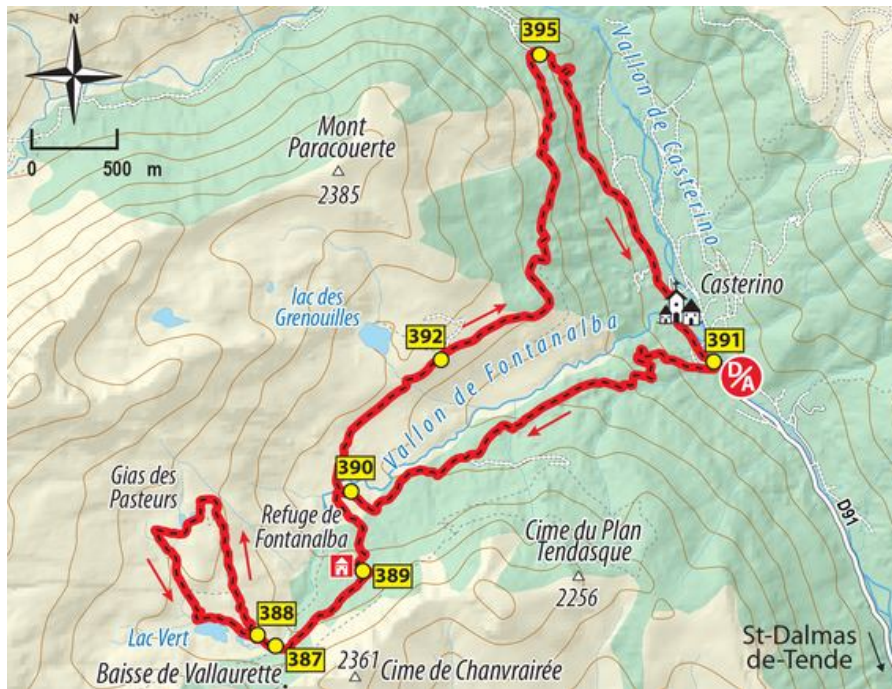 N
395
Vallon de Casterino
0 500 m
Mont
Paracouerte
2385
Casterino
lac des
Grenouilles
392
391
D/A
Vallon de Fontanalba
390
Gias des
Pasteurs
Refuge de
Fontanalba
Cime du Plan
Tendasque
2256
D91
389
388
Lac Vert
387
Baisse de Vallaurette
2361 Cime de Chanvrairée
St-Dalmas
de-Tende